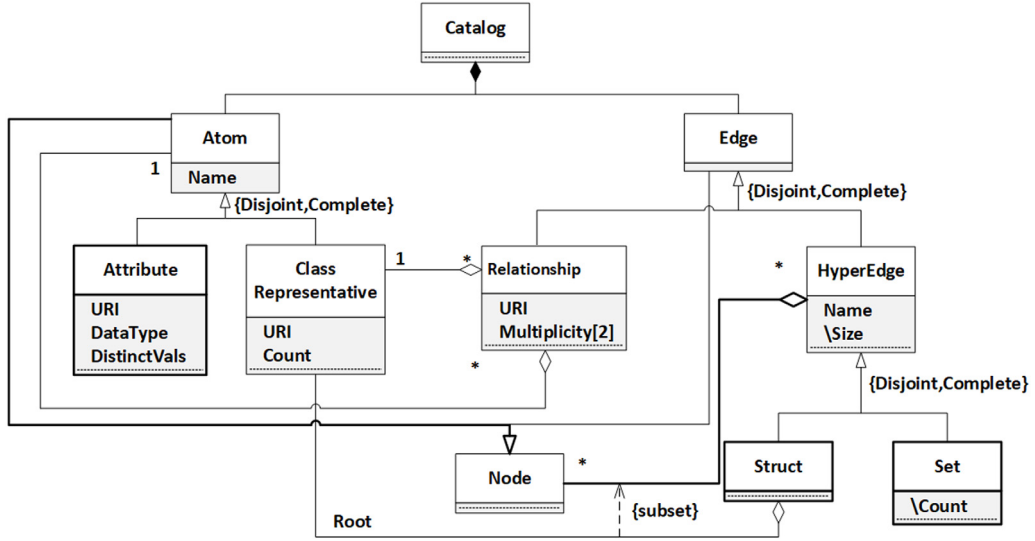 Catalog
Atom
Edge
1
Name
{Disjoint,Complete}
{Disjoint,Complete}
Attribute
Class
Representative
1
*
Relationship
*
HyperEdge
URI
DataType
DistinctVals
URI
Count
URI
Multiplicity[2]
Name
\Size
*
{Disjoint,Complete}
Node
*
Struct
Set
\Count
Root
{subset}